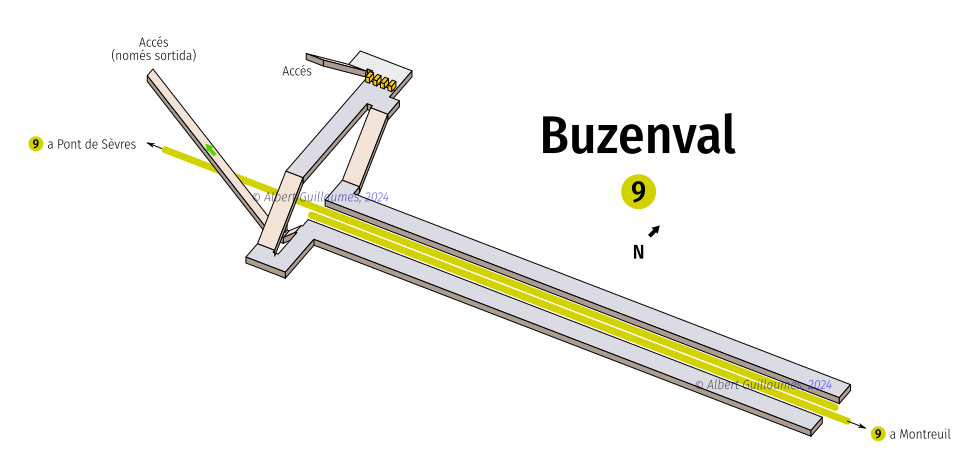 Accés
(només sortida)
Accés
Buzenval
9
9 a Pont de Sèvres
© Albert Guillaumes, 2024
N
© Albert Guillaumes, 2024
9 a Montreuil